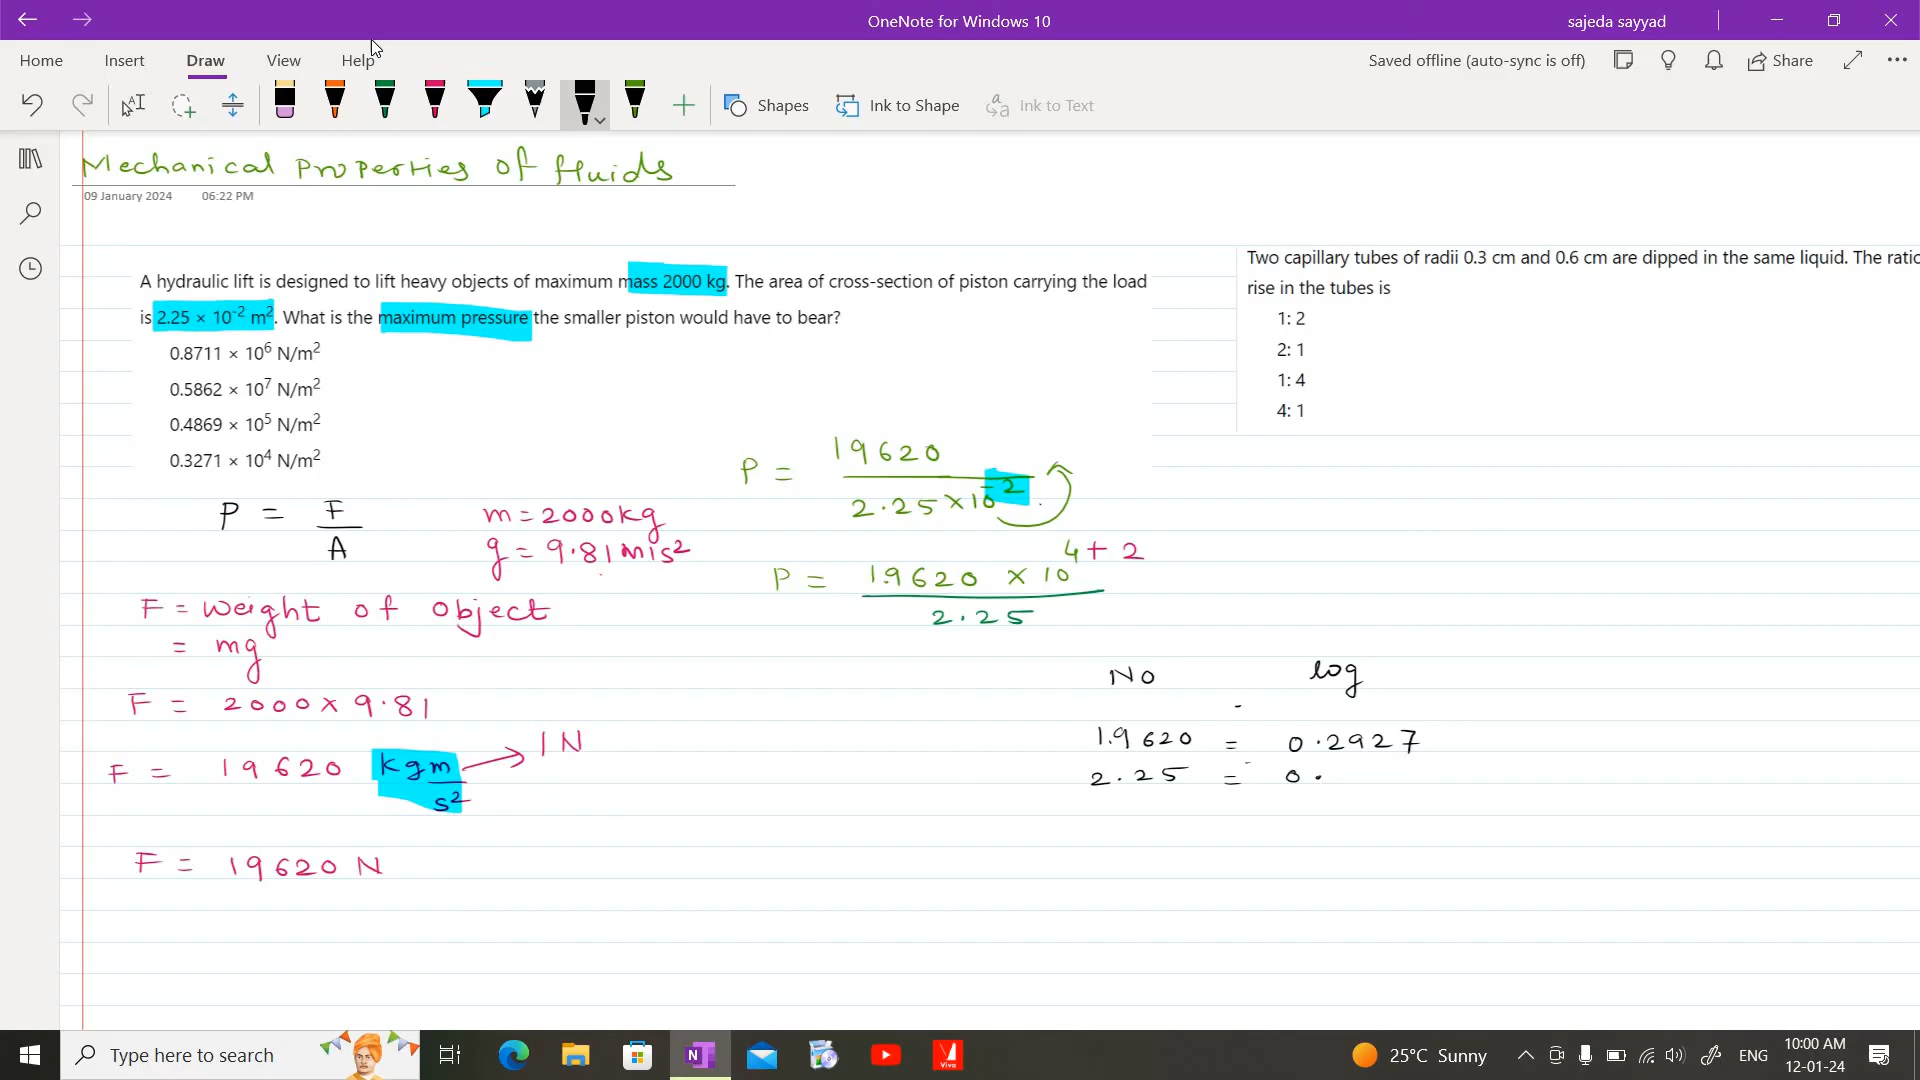 OneNote for Windows 10
sajeda sayyad
Home Insert Draw View Help
Saved offline (auto-sync is off) Share
Shapes Ink to Shape Ink to Text
Mechanical Properties of fluids
09 January 2024 06:22 PM
A hydraulic lift is designed to lift heavy objects of maximum mass 2000 kg. The area of cross-section of piston carrying the load
is 2.25 × 10⁻² m². What is the maximum pressure the smaller piston would have to bear?
0.8711 × 10⁶ N/m²
0.5862 × 10⁷ N/m²
0.4869 × 10⁵ N/m²
0.3271 × 10⁴ N/m²
Two capillary tubes of radii 0.3 cm and 0.6 cm are dipped in the same liquid. The ratio
rise in the tubes is
1: 2
2: 1
1: 4
4: 1
P = F
A
m = 2000 kg
g = 9.81 m/s²
F = Weight of object
= mg
F = 2000 × 9.81
F = 19620 kg m → 1 N
s²
F = 19620 N
P = 19620
2.25 × 10⁻²
P = 1.9620 × 10⁴⁺²
2.25
No log
1.9620 = 0.2927
2.25 = 0.
Type here to search
Viva
25°C Sunny
ENG
10:00 AM
12-01-24